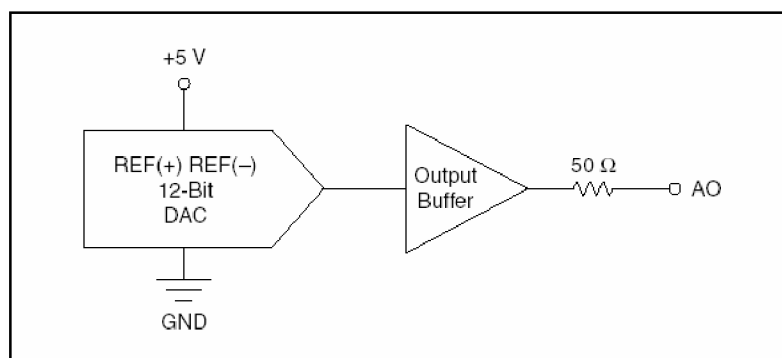 +5 V
REF(+) REF(–)
12-Bit
DAC
GND
Output
Buffer
50 Ω
AO